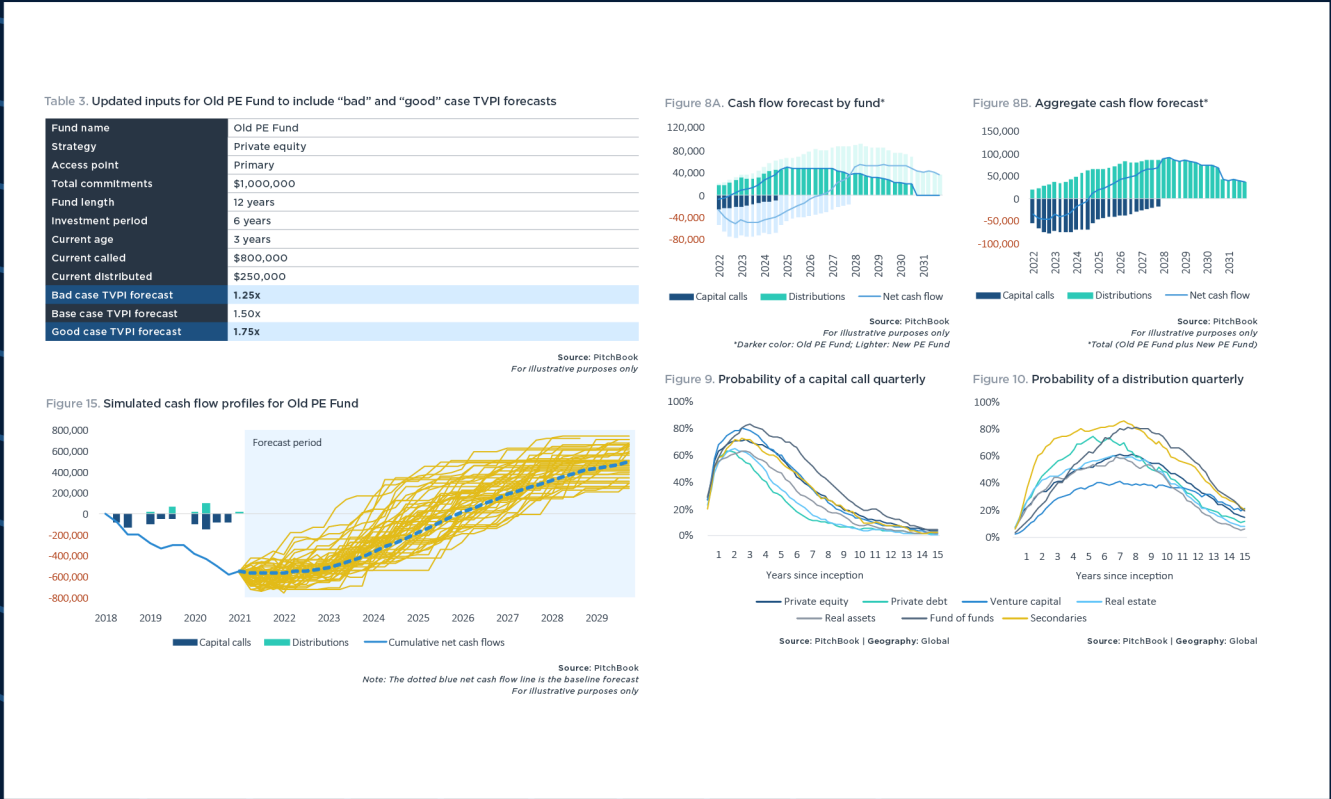 Table 3. Updated inputs for Old PE Fund to include “bad” and “good” case TVPI forecasts
Fund name Old PE Fund
Strategy Private equity
Access point Primary
Total commitments $1,000,000
Fund length 12 years
Investment period 6 years
Current age 3 years
Current called $800,000
Current distributed $250,000
Bad case TVPI forecast 1.25x
Base case TVPI forecast 1.50x
Good case TVPI forecast 1.75x
Source: PitchBook
For illustrative purposes only
Figure 15. Simulated cash flow profiles for Old PE Fund
800,000
600,000
400,000
200,000
0
-200,000
-400,000
-600,000
-800,000
Forecast period
2018 2019 2020 2021 2022 2023 2024 2025 2026 2027 2028 2029
Capital calls Distributions Cumulative net cash flows
Source: PitchBook
Note: The dotted blue net cash flow line is the baseline forecast
For illustrative purposes only
Figure 8A. Cash flow forecast by fund*
120,000
80,000
40,000
0
-40,000
-80,000
2022 2023 2024 2025 2026 2027 2028 2029 2030 2031
Capital calls Distributions Net cash flow
Source: PitchBook
For illustrative purposes only
*Darker color: Old PE Fund; Lighter: New PE Fund
Figure 8B. Aggregate cash flow forecast*
150,000
100,000
50,000
0
-50,000
-100,000
2022 2023 2024 2025 2026 2027 2028 2029 2030 2031
Capital calls Distributions Net cash flow
Source: PitchBook
For illustrative purposes only
*Total (Old PE Fund plus New PE Fund)
Figure 9. Probability of a capital call quarterly
100%
80%
60%
40%
20%
0%
1 2 3 4 5 6 7 8 9 10 11 12 13 14 15
Years since inception
Figure 10. Probability of a distribution quarterly
100%
80%
60%
40%
20%
0%
1 2 3 4 5 6 7 8 9 10 11 12 13 14 15
Years since inception
Private equity Private debt Venture capital Real estate
Real assets Fund of funds Secondaries
Source: PitchBook | Geography: Global
Source: PitchBook | Geography: Global